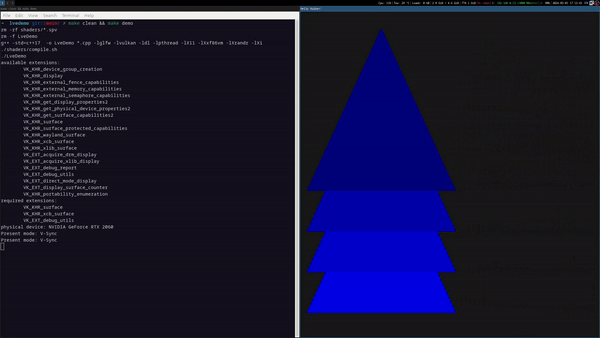 File Edit View Search Terminal Help
→ lvedemo git:(main) ✗ make clean && make demo
rm -rf shaders/*.spv
rm -f LveDemo
g++ -std=c++17 -o LveDemo *.cpp -lglfw -lvulkan -ldl -lpthread -lX11 -lXxf86vm -lXrandr -lXi
./shaders/compile.sh
./LveDemo
available extensions:
VK_KHR_device_group_creation
VK_KHR_display
VK_KHR_external_fence_capabilities
VK_KHR_external_memory_capabilities
VK_KHR_external_semaphore_capabilities
VK_KHR_get_display_properties2
VK_KHR_get_physical_device_properties2
VK_KHR_get_surface_capabilities2
VK_KHR_surface
VK_KHR_surface_protected_capabilities
VK_KHR_wayland_surface
VK_KHR_xcb_surface
VK_KHR_xlib_surface
VK_EXT_acquire_drm_display
VK_EXT_acquire_xlib_display
VK_EXT_debug_report
VK_EXT_debug_utils
VK_EXT_direct_mode_display
VK_EXT_display_surface_counter
VK_KHR_portability_enumeration
required extensions:
VK_KHR_surface
VK_KHR_xcb_surface
VK_EXT_debug_utils
physical device: NVIDIA GeForce RTX 2060
Present mode: V-Sync
Present mode: V-Sync